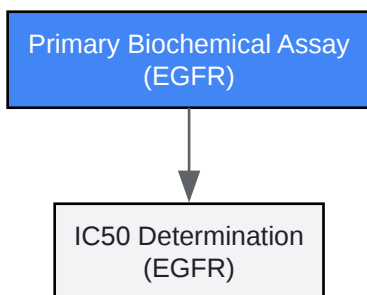 Primary Biochemical Assay
(EGFR)
IC50 Determination
(EGFR)